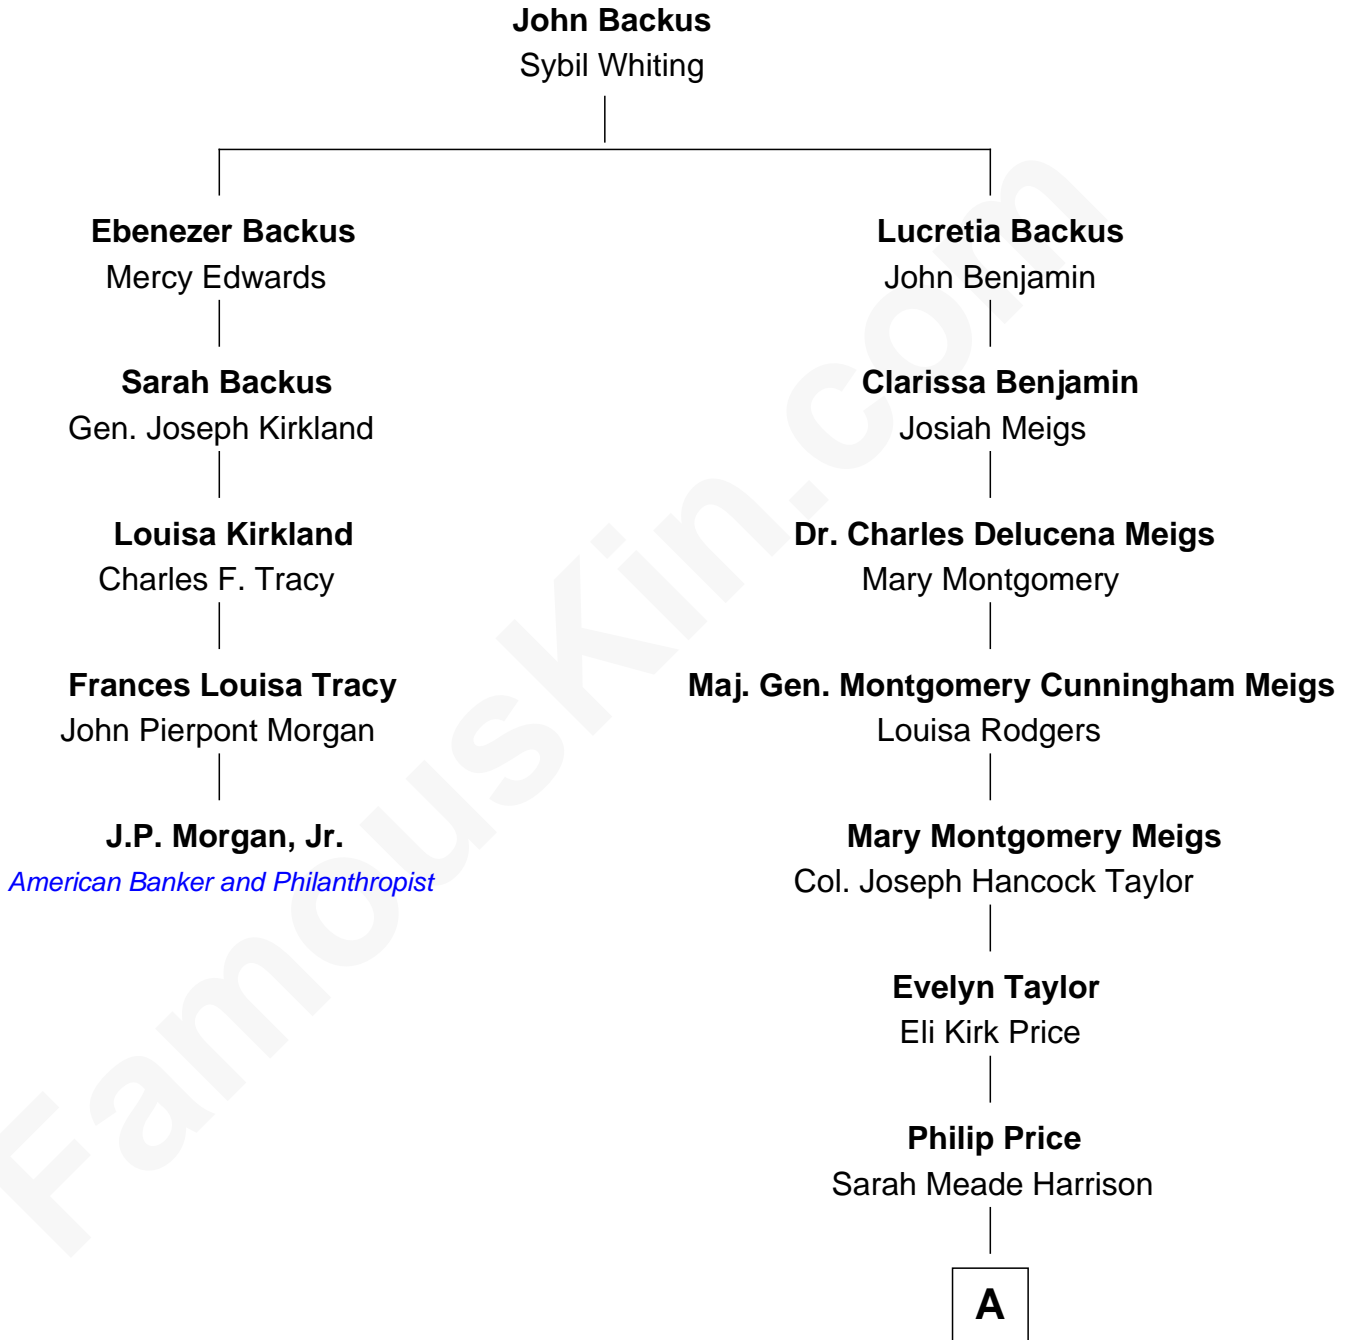 John Backus
Sybil Whiting
Ebenezer Backus
Mercy Edwards
Lucretia Backus
John Benjamin
Sarah Backus
Gen. Joseph Kirkland
Clarissa Benjamin
Josiah Meigs
Louisa Kirkland
Charles F. Tracy
Dr. Charles Delucena Meigs
Mary Montgomery
Frances Louisa Tracy
John Pierpont Morgan
Maj. Gen. Montgomery Cunningham Meigs
Louisa Rodgers
J.P. Morgan, Jr.
American Banker and Philanthropist
Mary Montgomery Meigs
Col. Joseph Hancock Taylor
Evelyn Taylor
Eli Kirk Price
Philip Price
Sarah Meade Harrison
A
FamousKin.com